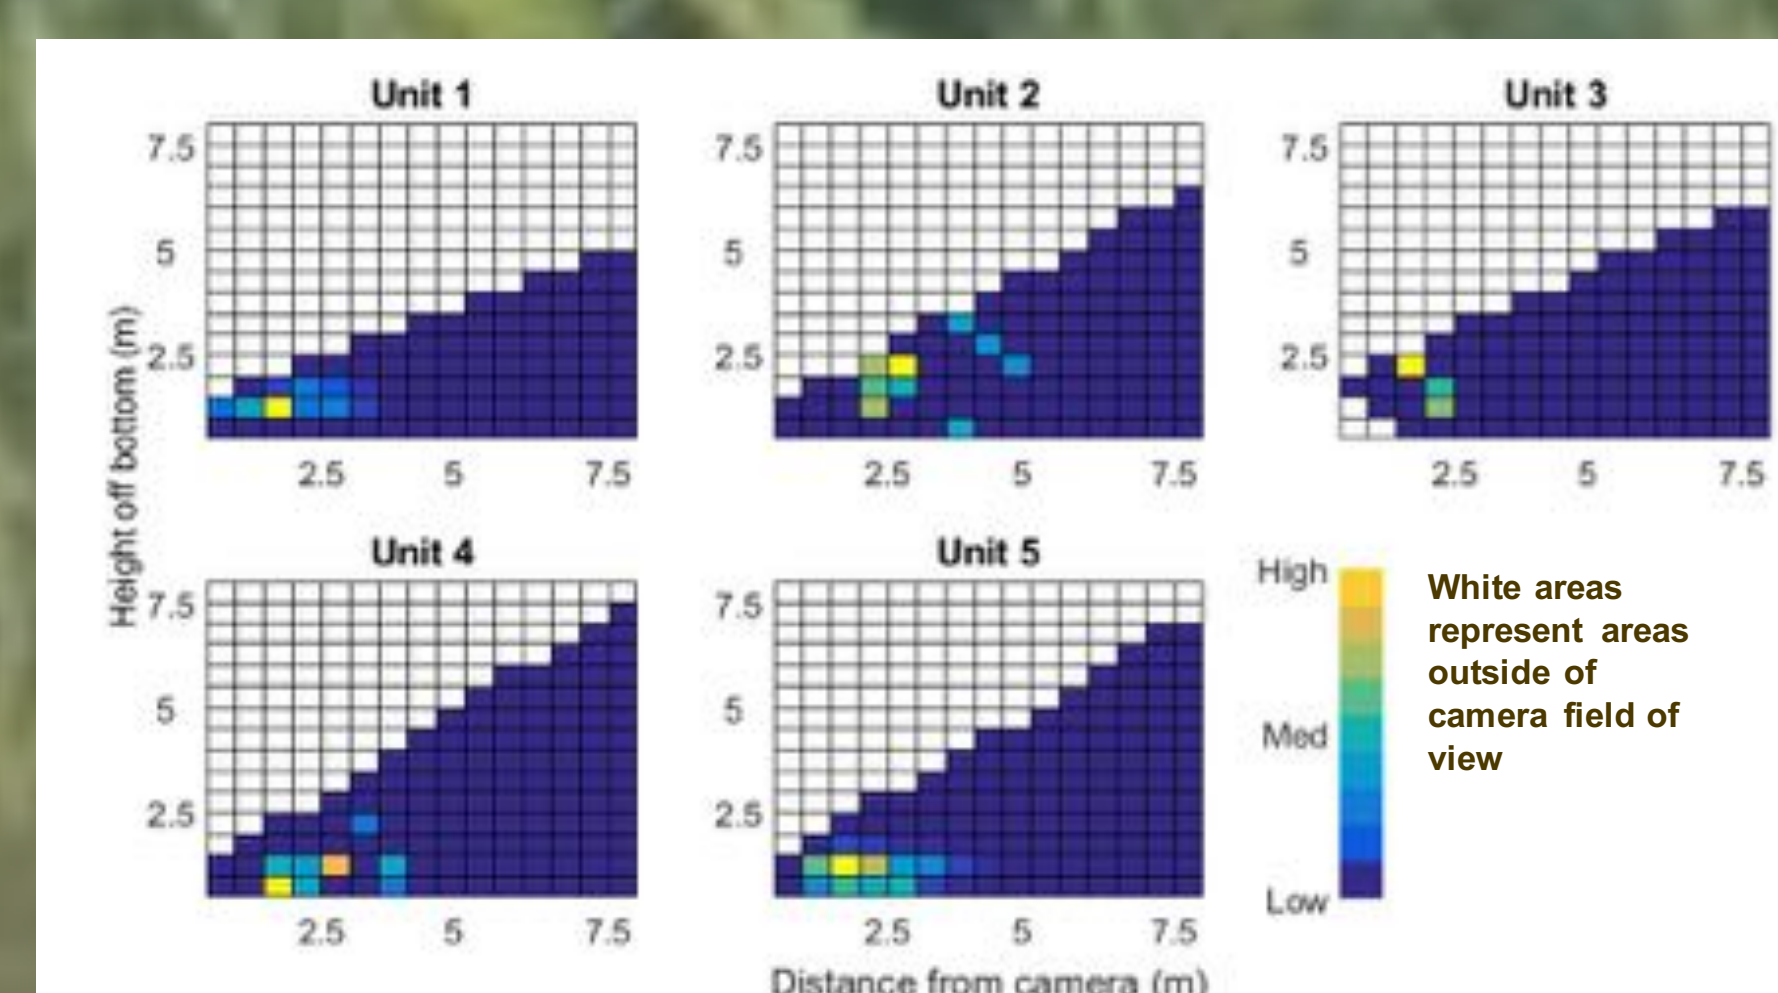 Unit 1
Unit 2
Unit 3
7.5
5
2.5
7.5
5
2.5
7.5
5
2.5
2.5 5 7.5
2.5 5 7.5
2.5 5 7.5
Height off bottom (m)
Unit 4
Unit 5
7.5
5
2.5
7.5
5
2.5
2.5 5 7.5
2.5 5 7.5
Distance from camera (m)
High
Med
Low
White areas
represent areas
outside of
camera field of
view